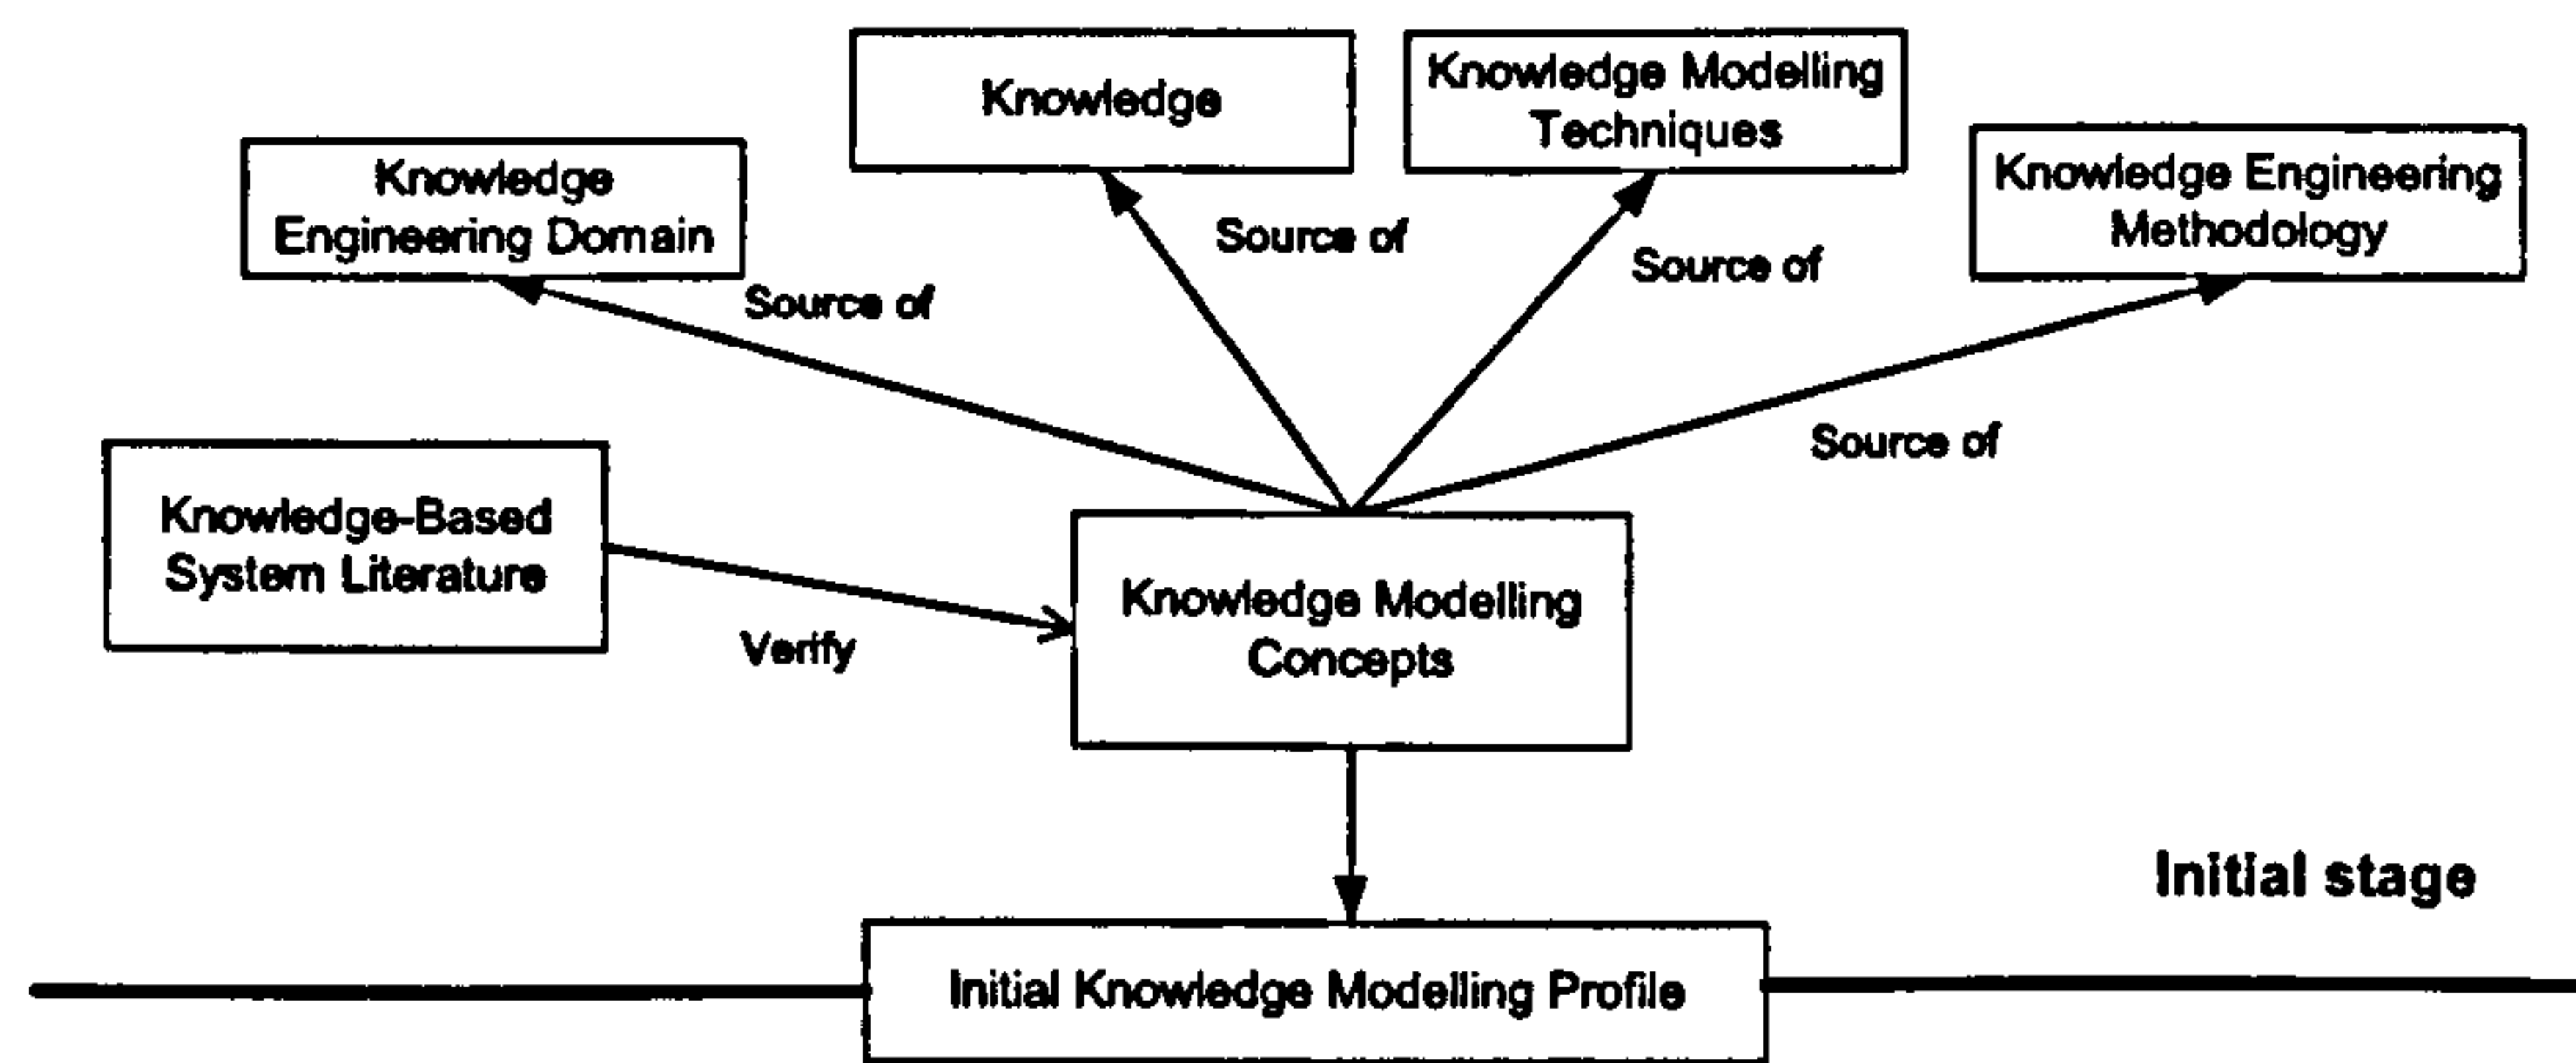 Knowledge
Knowledge Modelling
Techniques
Knowledge
Engineering Domain
Knowledge Engineering
Methodology
Source of
Source of
Source of
Source of
Knowledge-Based
System Literature
Verify
Knowledge Modelling
Concepts
Initial stage
Initial Knowledge Modelling Profile